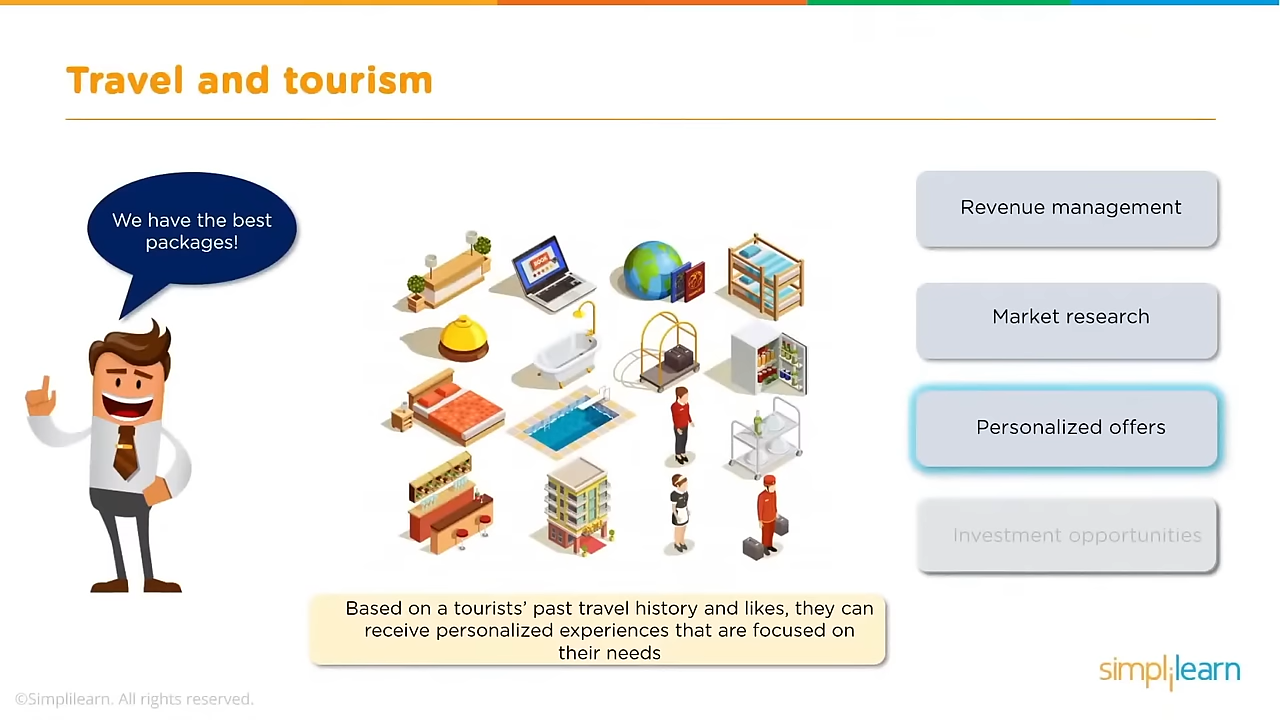 Travel and tourism
We have the best
packages!
Revenue management
Market research
Personalized offers
Investment opportunities
Based on a tourists’ past travel history and likes, they can
receive personalized experiences that are focused on
their needs
simplilearn
©Simplilearn. All rights reserved.